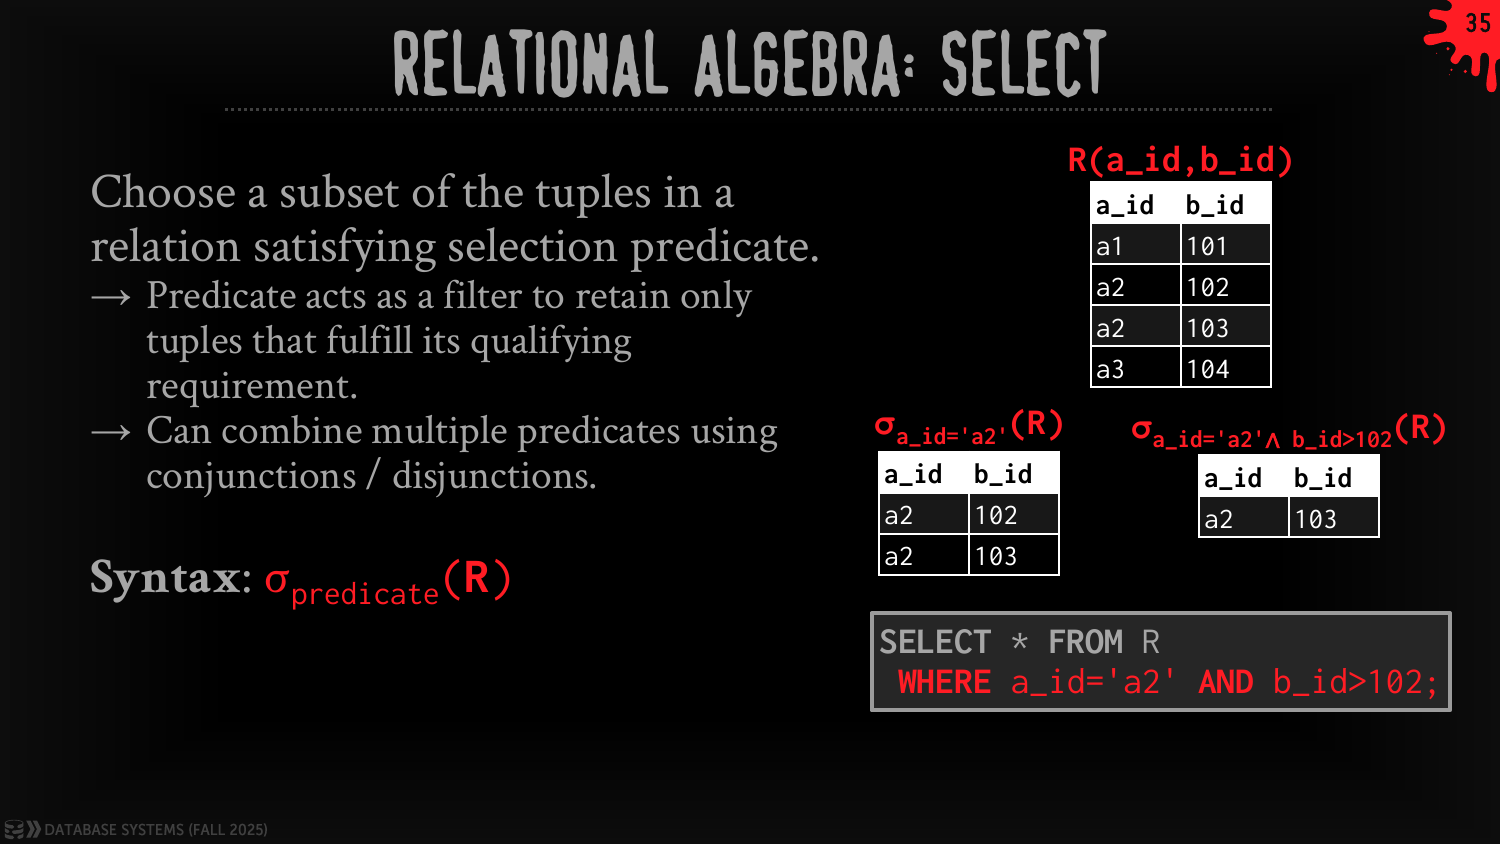 RELATIONAL ALGEBRA: SELECT
35
Choose a subset of the tuples in a
relation satisfying selection predicate.
→ Predicate acts as a filter to retain only
tuples that fulfill its qualifying
requirement.
→ Can combine multiple predicates using
conjunctions / disjunctions.
Syntax: σpredicate(R)
R(a_id,b_id)
a_id b_id
a1 101
a2 102
a2 103
a3 104
σa_id='a2'(R)
a_id b_id
a2 102
a2 103
σa_id='a2'∧ b_id>102(R)
a_id b_id
a2 103
SELECT * FROM R
WHERE a_id='a2' AND b_id>102;
DATABASE SYSTEMS (FALL 2025)